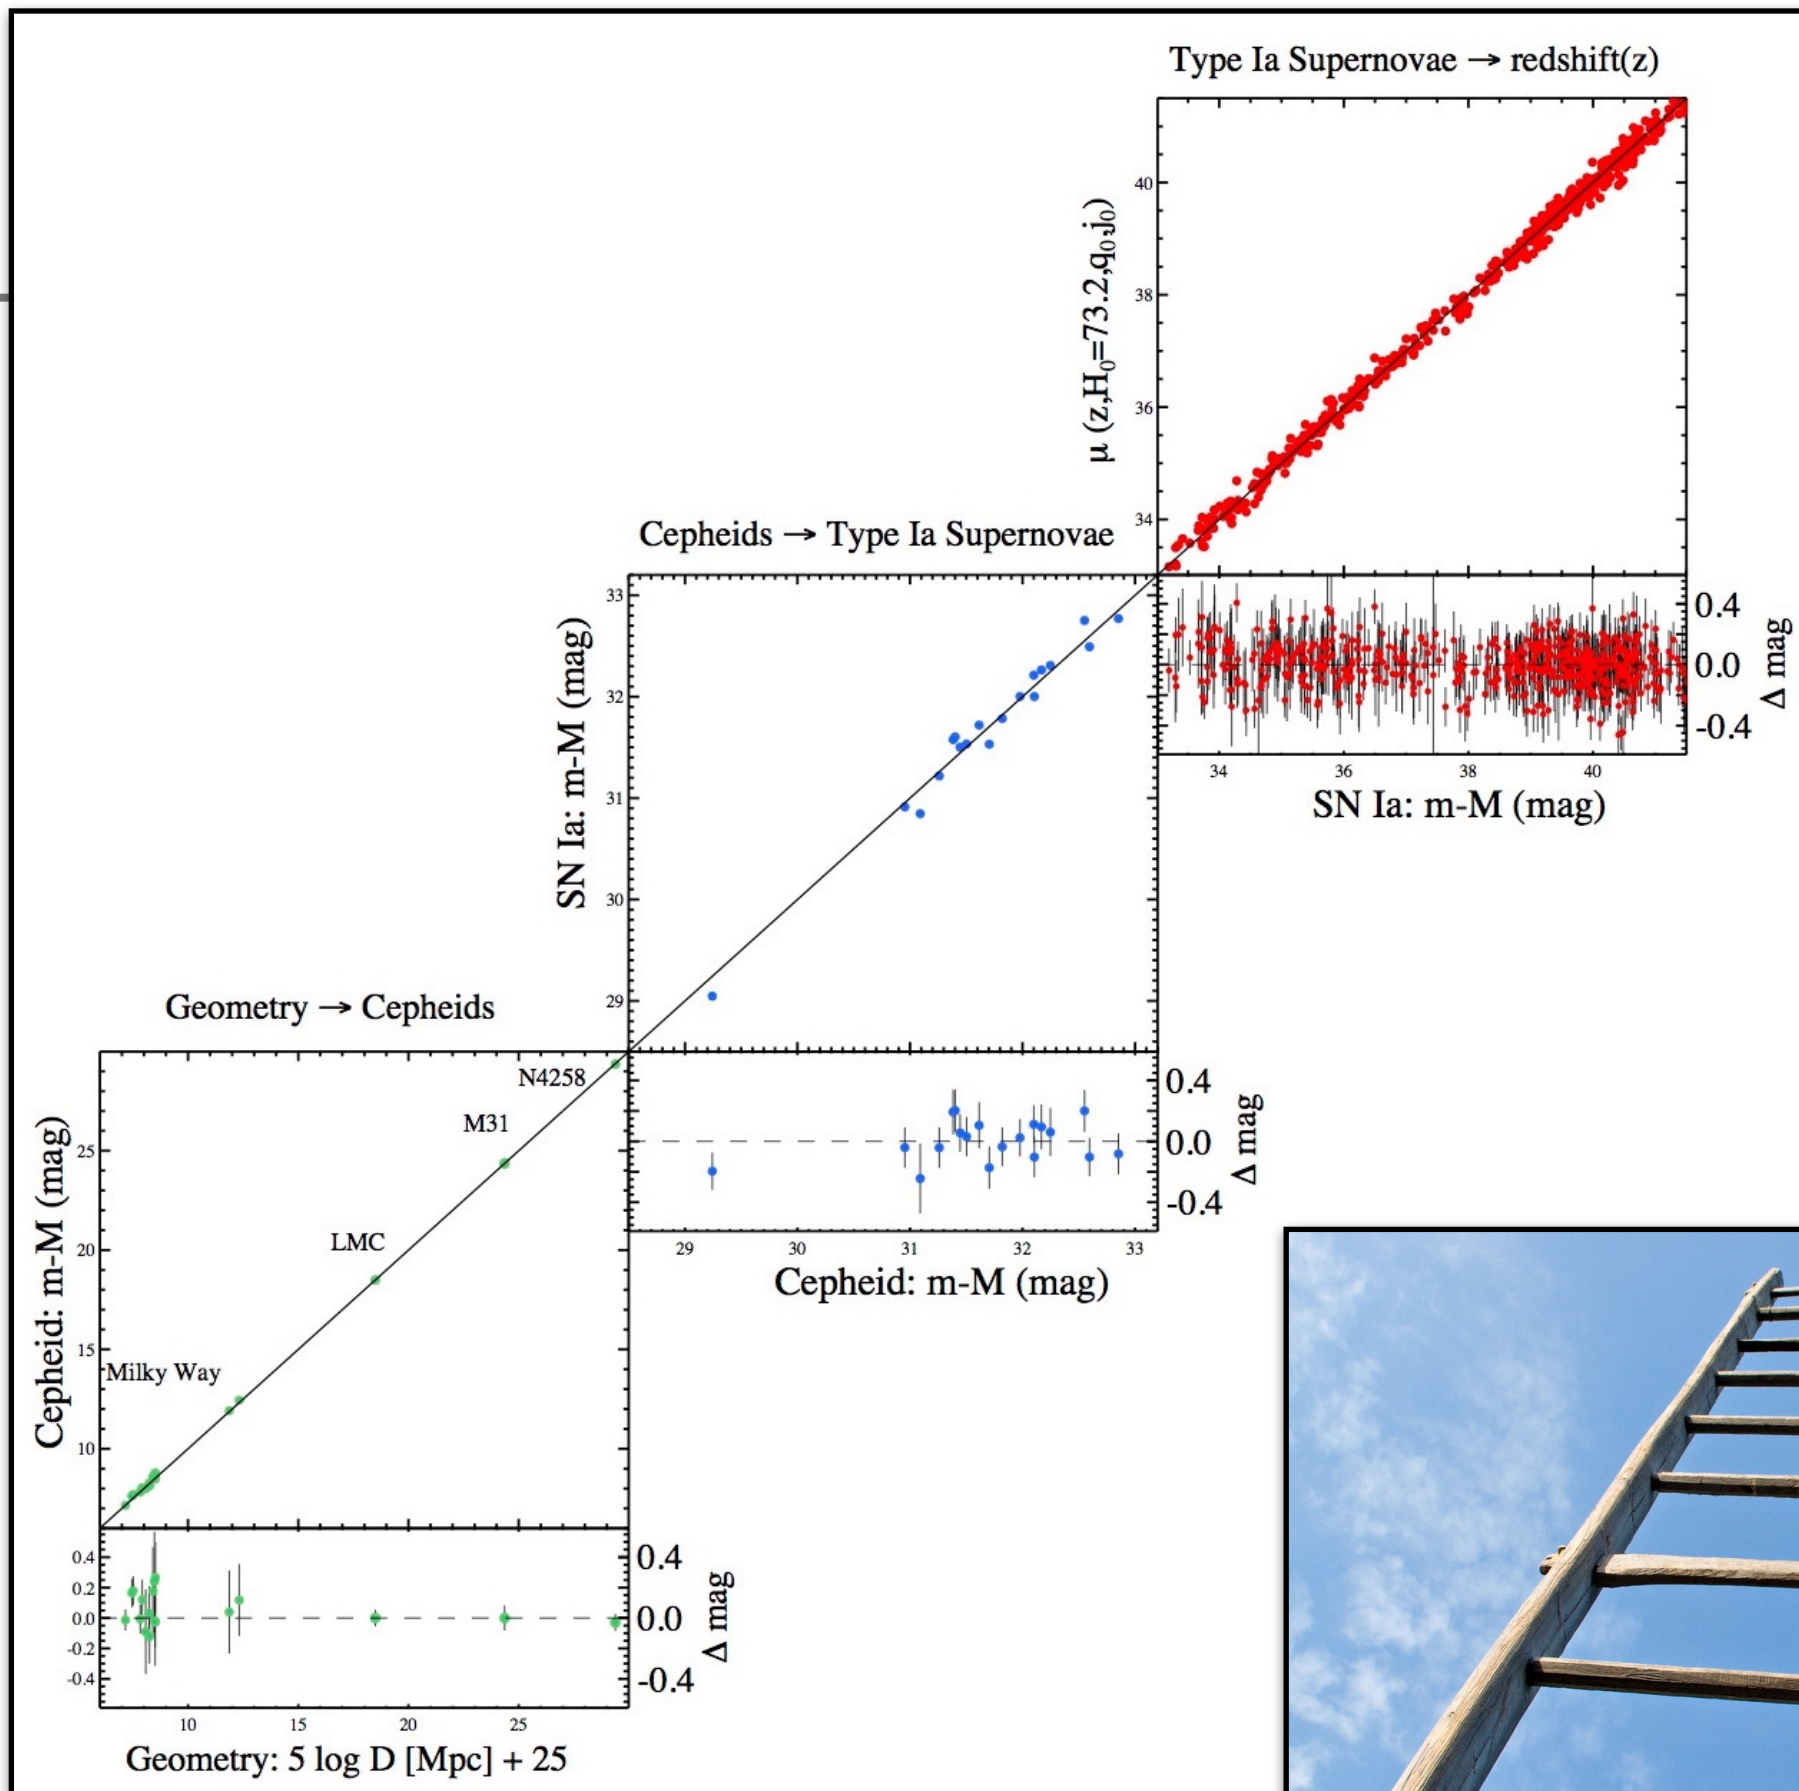 Type Ia Supernovae → redshift(z)
40
38
36
34
μ (z,H₀=73.2,q₀,j₀)
0.4
0.0
-0.4
Δ mag
34 36 38 40
SN Ia: m-M (mag)
Cepheids → Type Ia Supernovae
33
32
31
30
29
SN Ia: m-M (mag)
0.4
0.0
-0.4
Δ mag
29 30 31 32 33
Cepheid: m-M (mag)
Geometry → Cepheids
N4258
M31
LMC
Milky Way
25
20
15
10
Cepheid: m-M (mag)
0.4
0.2
0.0
-0.2
-0.4
0.4
0.0
-0.4
Δ mag
10 15 20 25
Geometry: 5 log D [Mpc] + 25